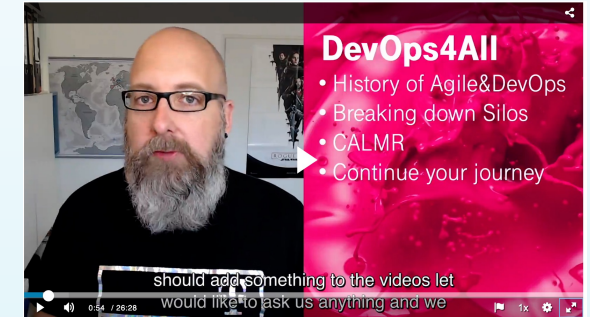 DevOps4All
• History of Agile&DevOps
• Breaking down Silos
• CALMR
• Continue your journey
should add something to the videos let
would like to ask us anything and we
0:54 / 26:28
1x